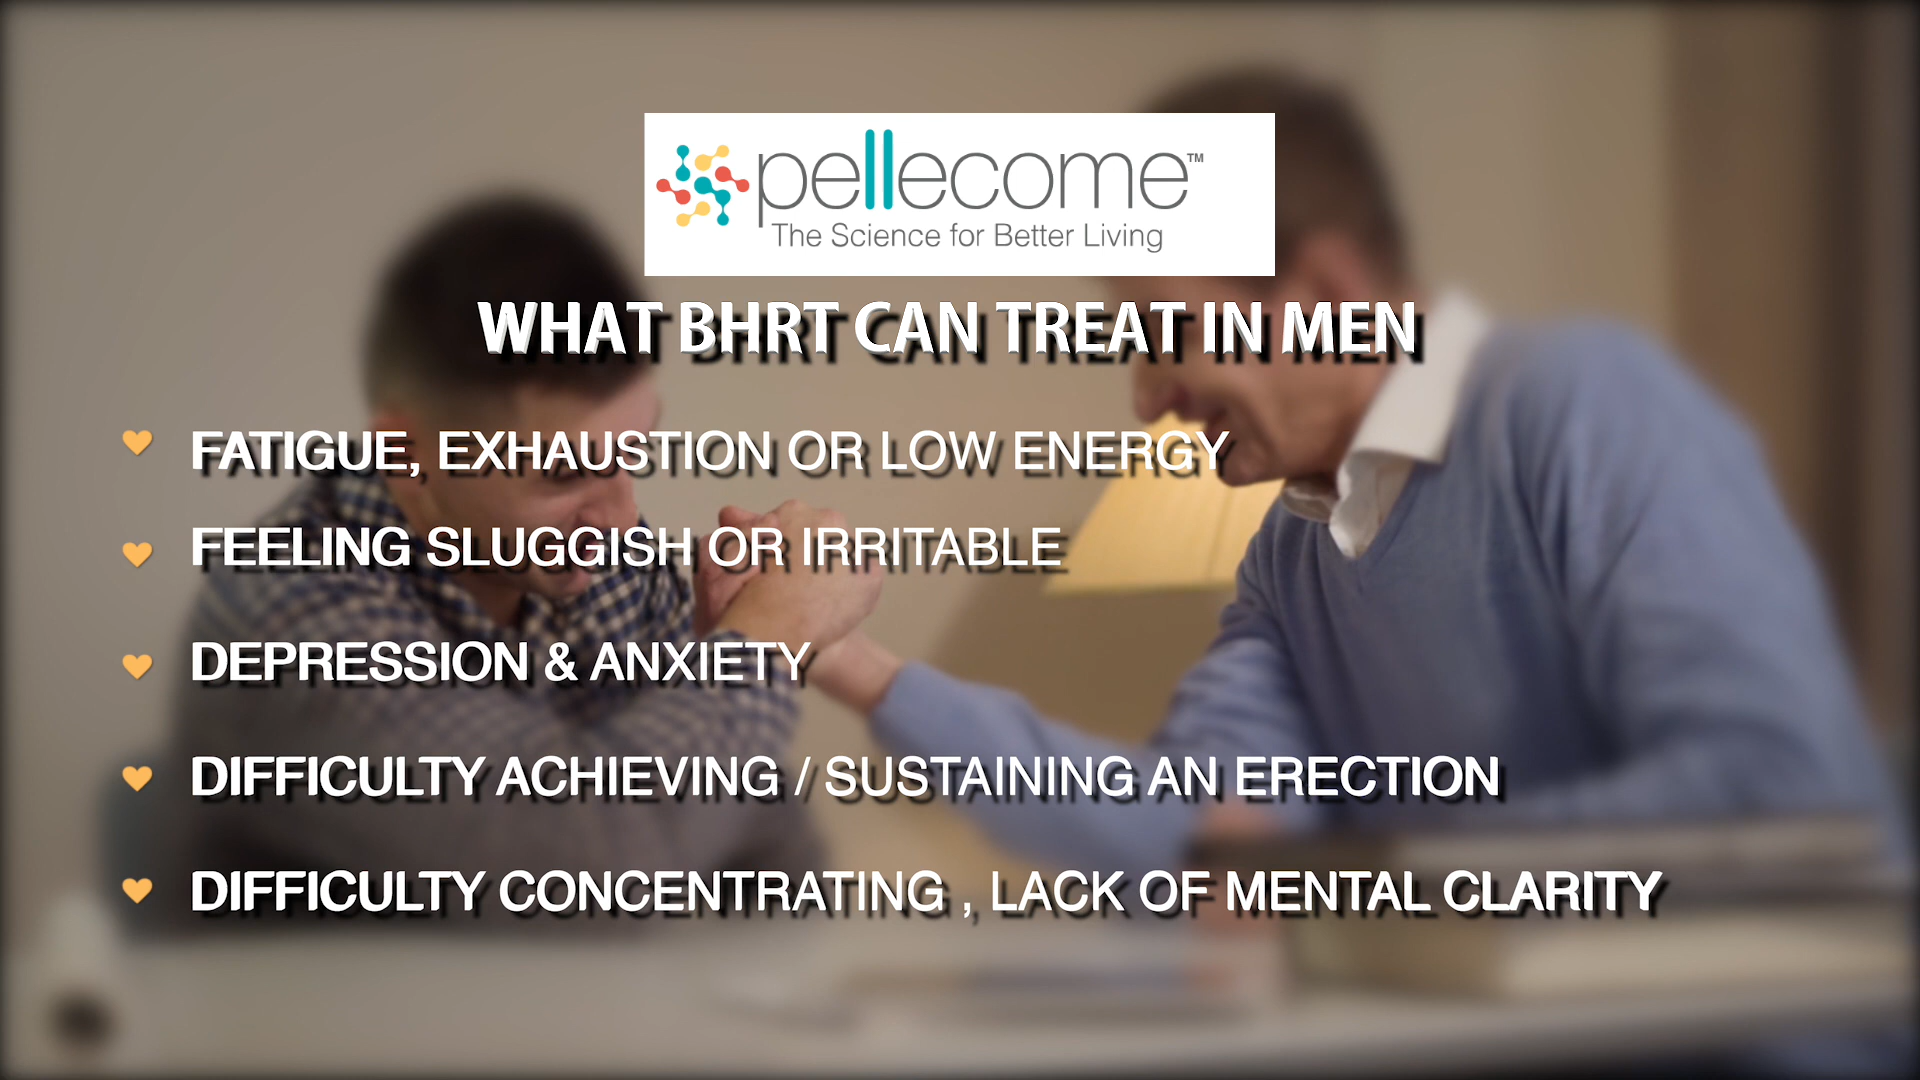 pellecome™
The Science for Better Living
WHAT BHRT CAN TREAT IN MEN
FATIGUE, EXHAUSTION OR LOW ENERGY
FEELING SLUGGISH OR IRRITABLE
DEPRESSION & ANXIETY
DIFFICULTY ACHIEVING / SUSTAINING AN ERECTION
DIFFICULTY CONCENTRATING , LACK OF MENTAL CLARITY